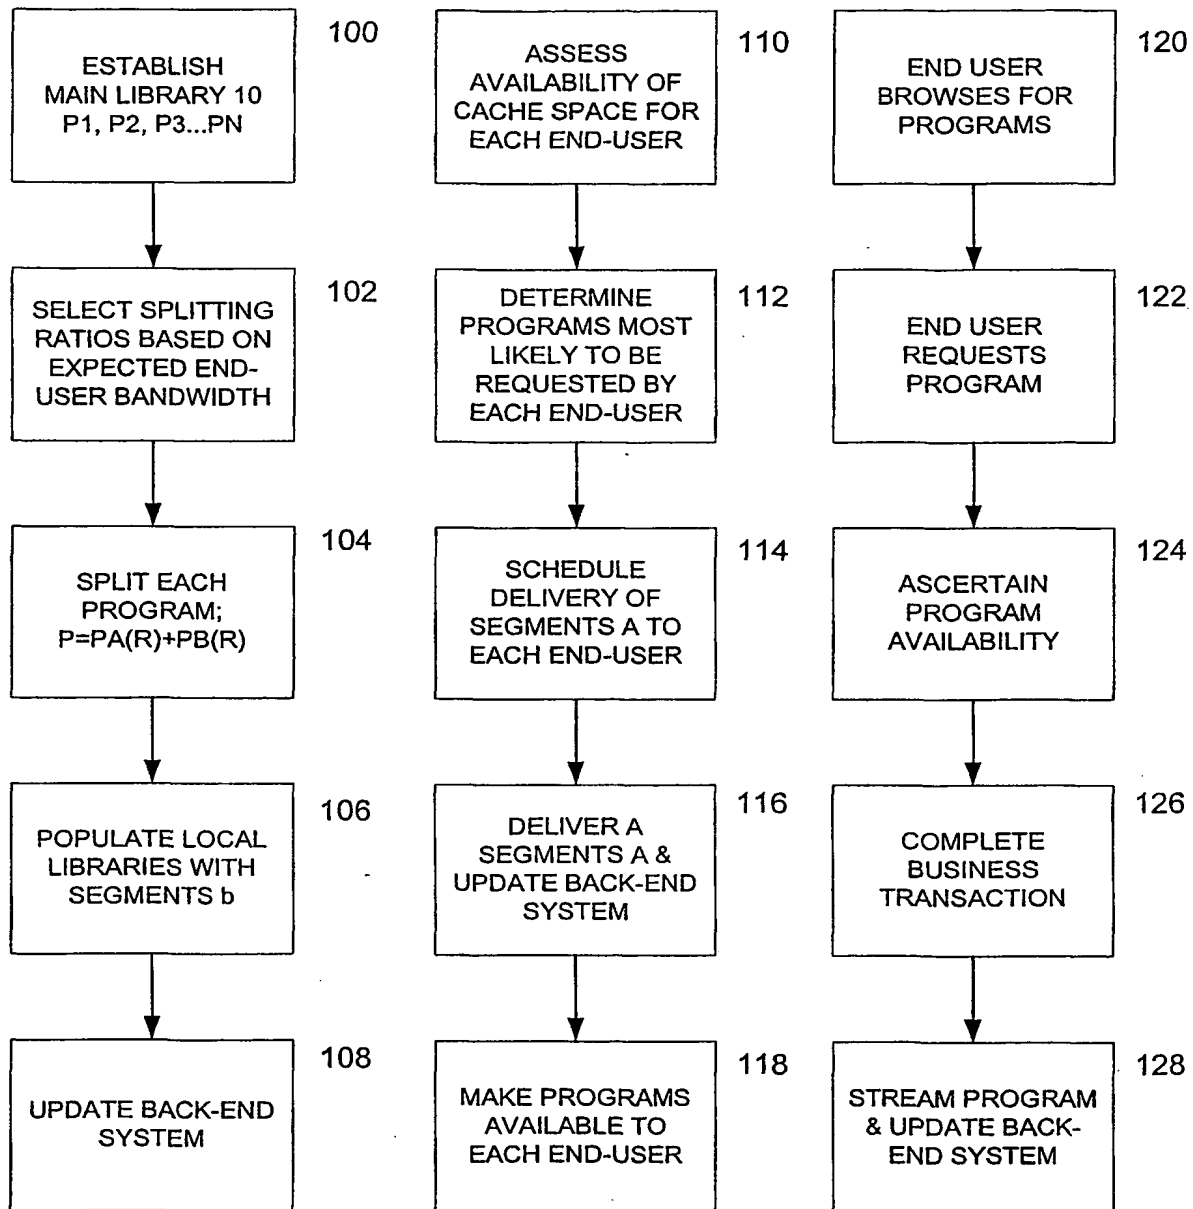 ESTABLISH
MAIN LIBRARY 10
P1, P2, P3...PN
100
SELECT SPLITTING
RATIOS BASED ON
EXPECTED END-
USER BANDWIDTH
102
SPLIT EACH
PROGRAM;
P=PA(R)+PB(R)
104
POPULATE LOCAL
LIBRARIES WITH
SEGMENTS b
106
UPDATE BACK-END
SYSTEM
108
ASSESS
AVAILABILITY OF
CACHE SPACE FOR
EACH END-USER
110
DETERMINE
PROGRAMS MOST
LIKELY TO BE
REQUESTED BY
EACH END-USER
112
SCHEDULE
DELIVERY OF
SEGMENTS A TO
EACH END-USER
114
DELIVER A
SEGMENTS A &
UPDATE BACK-END
SYSTEM
116
MAKE PROGRAMS
AVAILABLE TO
EACH END-USER
118
END USER
BROWSES FOR
PROGRAMS
120
END USER
REQUESTS
PROGRAM
122
ASCERTAIN
PROGRAM
AVAILABILITY
124
COMPLETE
BUSINESS
TRANSACTION
126
STREAM PROGRAM
& UPDATE BACK-
END SYSTEM
128